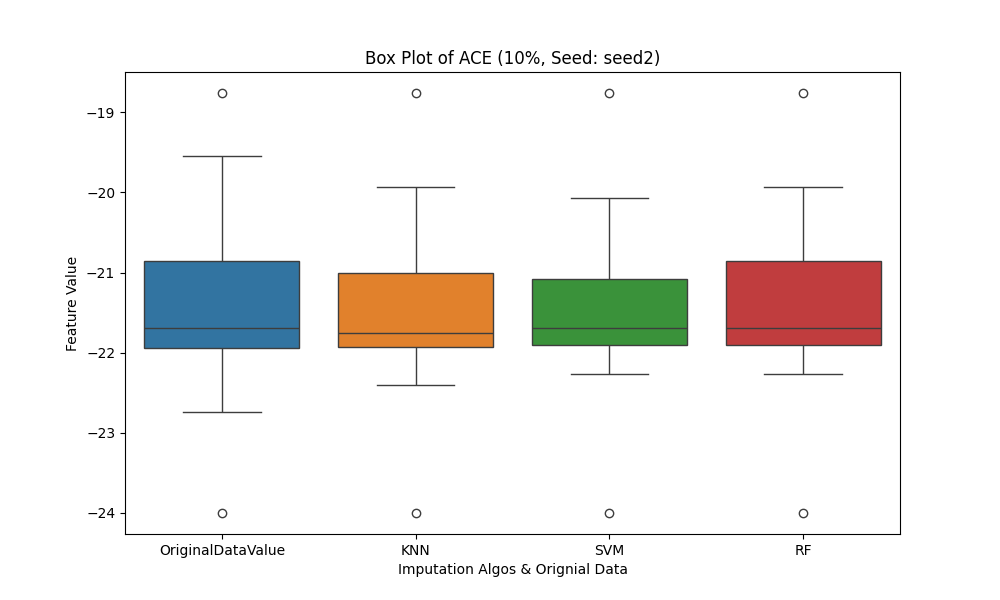 Box Plot of ACE (10%, Seed: seed2)
Feature Value
−19
−20
−21
−22
−23
−24
OriginalDataValue
KNN
SVM
RF
Imputation Algos & Orignial Data